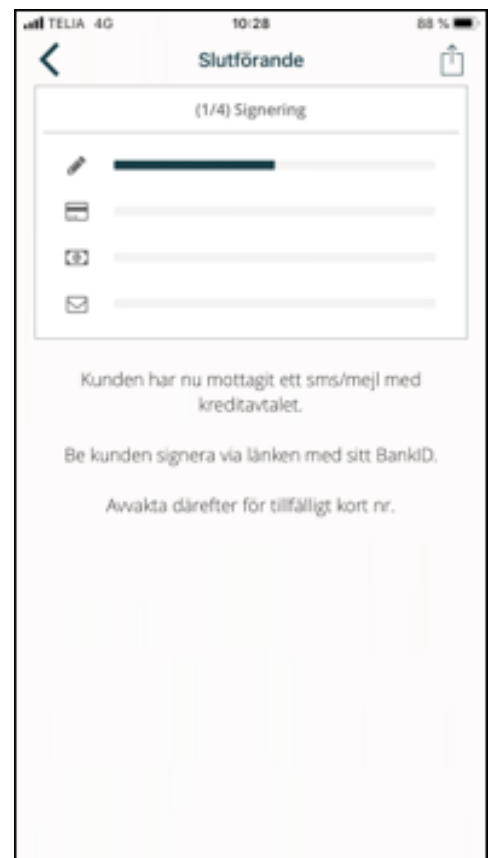 TELIA 4G 10:28 88 %
Slutförande
(1/4) Signering
Kunden har nu mottagit ett sms/mejl med
kreditavtalet.
Be kunden signera via länken med sitt BankID.
Avvakta därefter för tillfälligt kort nr.